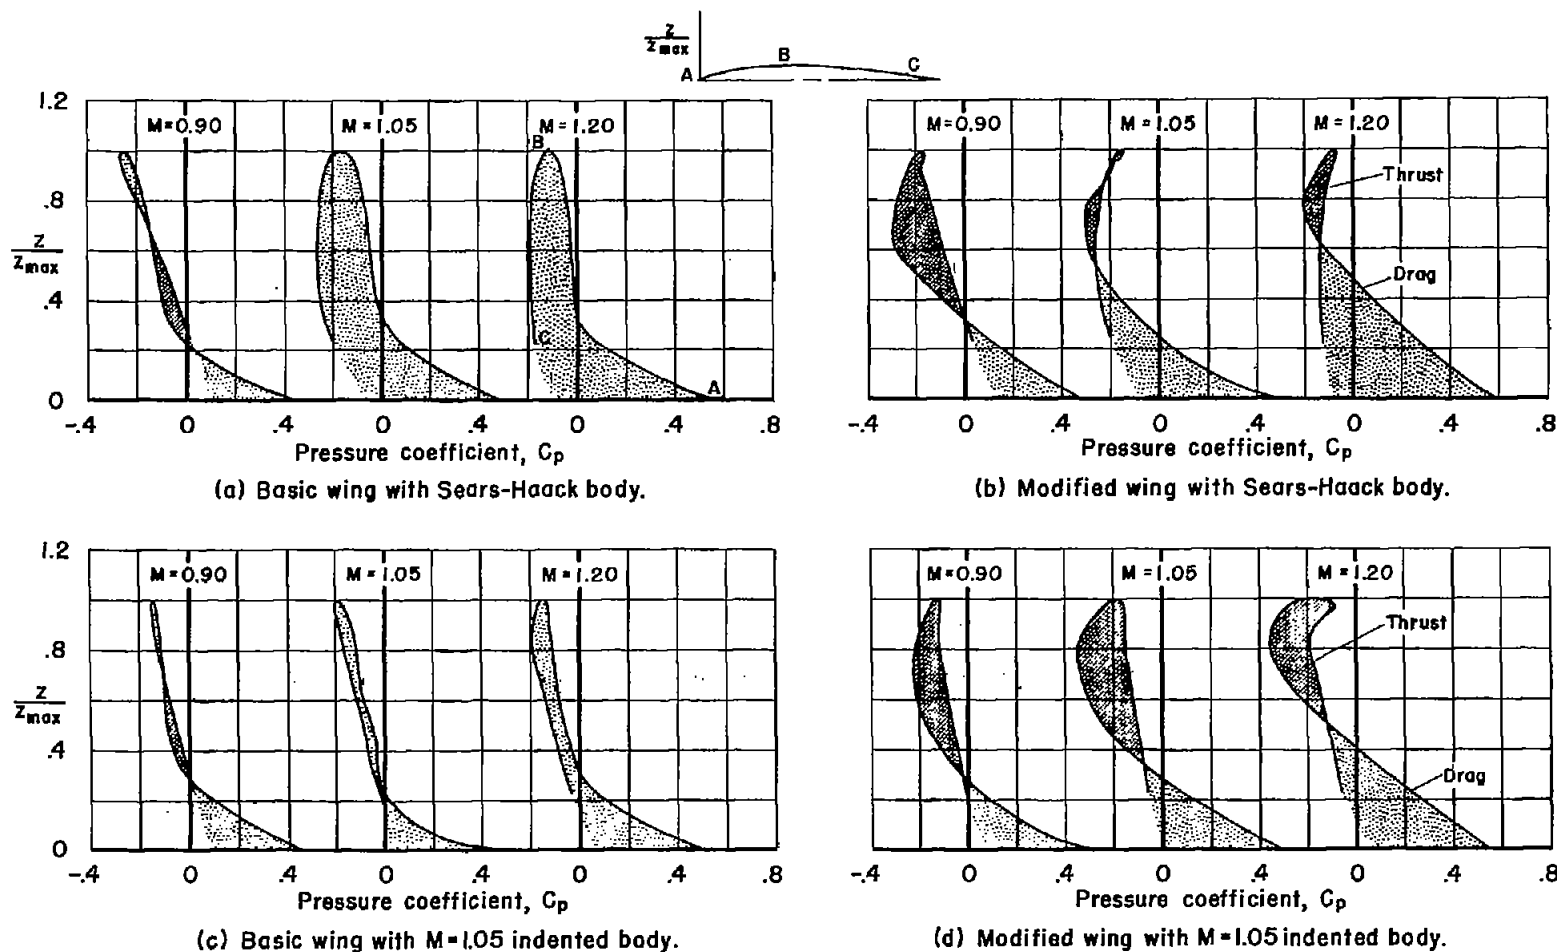 z/zmax
A B C
1.2
M=0.90 M=1.05 M=1.20
B
.8
z/zmax
.4
C
A
0
-.4 0 .4 0 .4 0 .4 .8
Pressure coefficient, Cp
(a) Basic wing with Sears-Haack body.
M=0.90 M=1.05 M=1.20
Thrust
Drag
-.4 0 .4 0 .4 0 .4 .8
Pressure coefficient, Cp
(b) Modified wing with Sears-Haack body.
1.2
M=0.90 M=1.05 M=1.20
.8
z/zmax
.4
0
-.4 0 .4 0 .4 0 .4 .8
Pressure coefficient, Cp
(c) Basic wing with M=1.05 indented body.
M=0.90 M=1.05 M=1.20
Thrust
Drag
-.4 0 .4 0 .4 0 .4 .8
Pressure coefficient, Cp
(d) Modified wing with M=1.05 indented body.